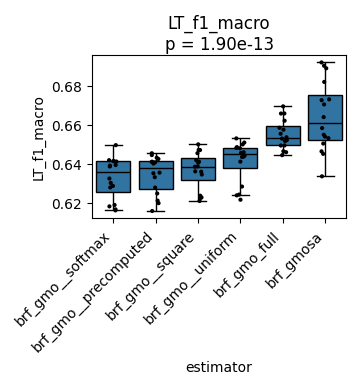 LT_f1_macro
p = 1.90e-13
LT_f1_macro
0.68
0.66
0.64
0.62
brf_gmo__softmax
brf_gmo__precomputed
brf_gmo__square
brf_gmo__uniform
brf_gmo_full
brf_gmosa
estimator